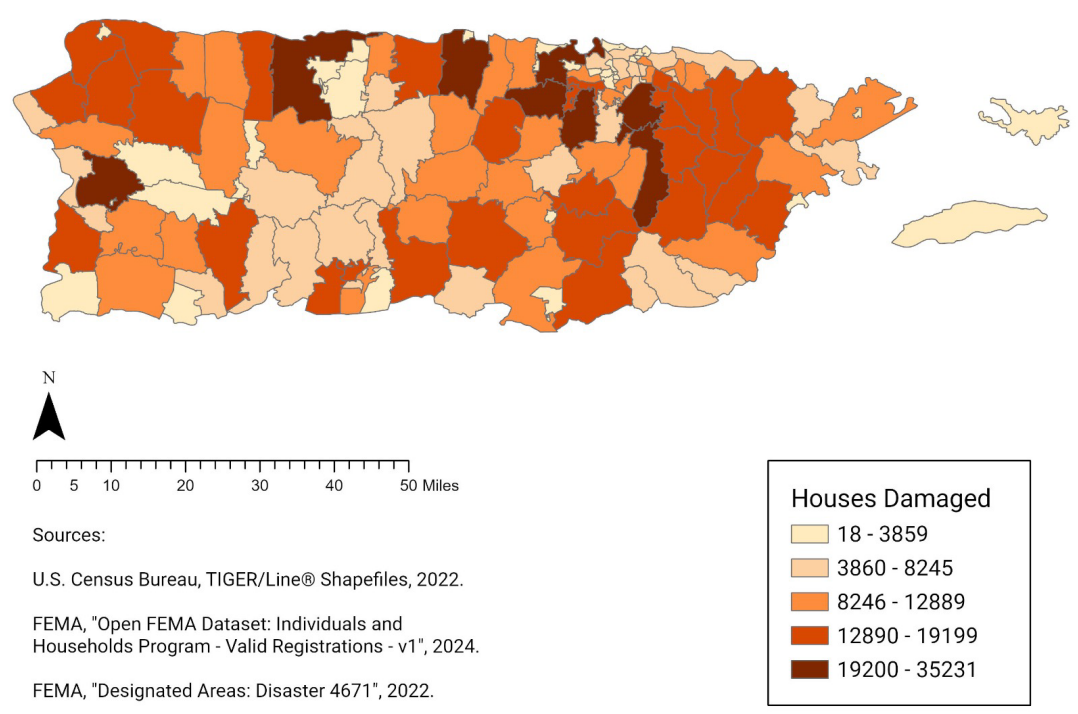 N
0 5 10 20 30 40 50 Miles
Sources:
U.S. Census Bureau, TIGER/Line® Shapefiles, 2022.
FEMA, "Open FEMA Dataset: Individuals and
Households Program - Valid Registrations - v1", 2024.
FEMA, "Designated Areas: Disaster 4671", 2022.
Houses Damaged
18 - 3859
3860 - 8245
8246 - 12889
12890 - 19199
19200 - 35231